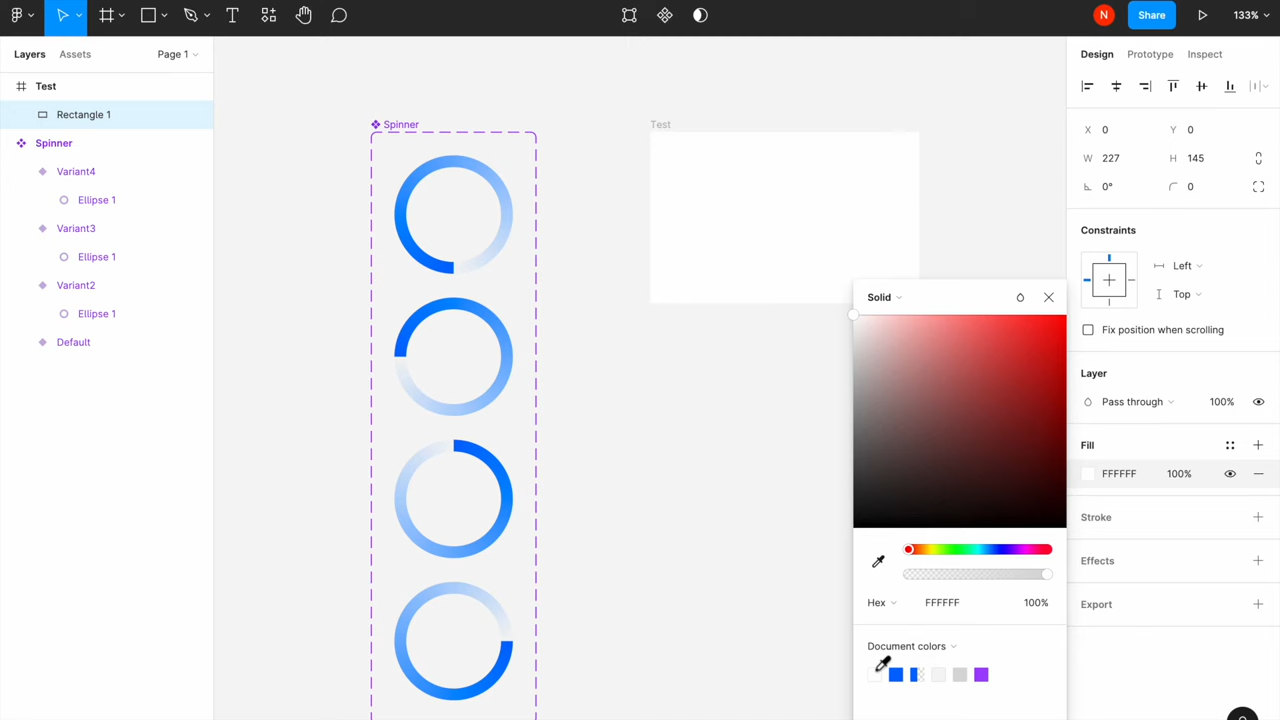 N
Share
133%
Layers
Assets
Page 1
Design
Prototype
Inspect
Test
Rectangle 1
Spinner
Variant4
Ellipse 1
Variant3
Ellipse 1
Variant2
Ellipse 1
Default
Spinner
Test
X 0
Y 0
W 227
H 145
0°
0
Constraints
Left
Top
Fix position when scrolling
Layer
Pass through
100%
Fill
FFFFFF
100%
Stroke
Effects
Export
Solid
Hex
FFFFFF
100%
Document colors